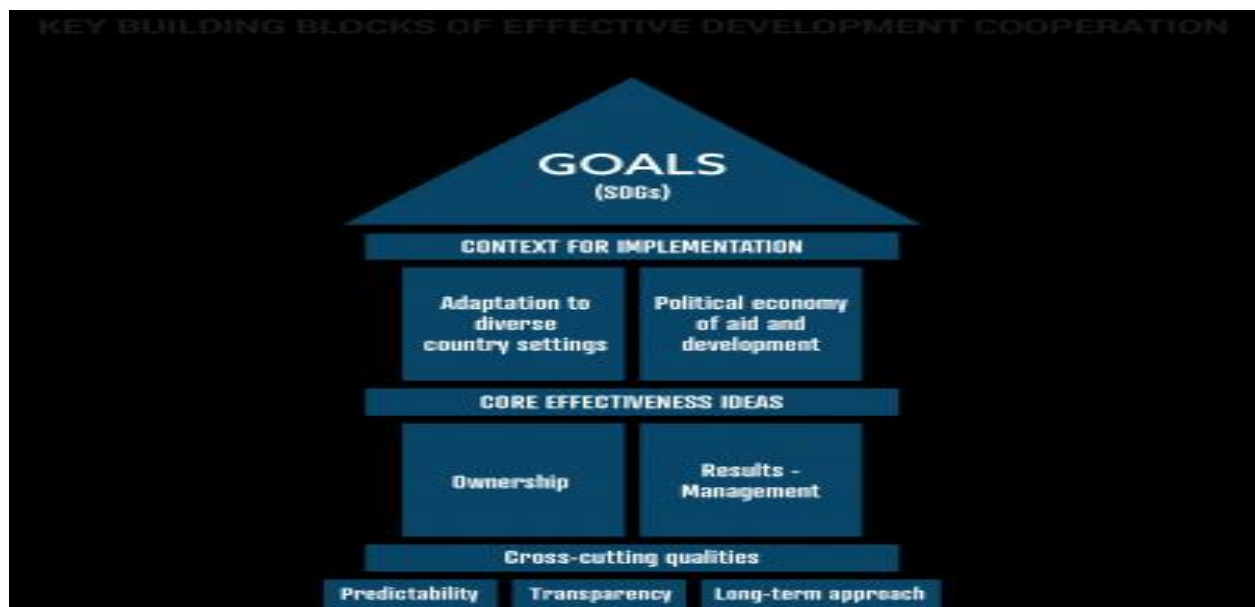 KEY BUILDING BLOCKS OF EFFECTIVE DEVELOPMENT COOPERATION
GOALS
(SDGs)
CONTEXT FOR IMPLEMENTATION
Adaptation to
diverse
country settings
Political economy
of aid and
development
CORE EFFECTIVENESS IDEAS
Ownership
Results -
Management
Cross-cutting qualities
Predictability
Transparency
Long-term approach